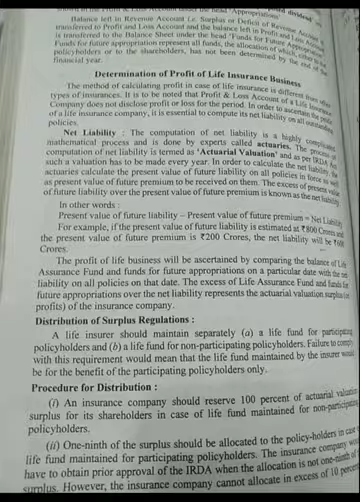 shown in the Profit & Loss Account under the head 'Appropriations'
Balance left in Revenue Account i.e. Surplus or Deficit of Revenue Account is
transferred to Profit and Loss Account and the balance left in Profit and Loss
is transferred to the Balance Sheet under the head 'Funds for Future Appropriations'
Funds for future appropriation represent all funds, the allocation of which, either to the
policyholders or to the shareholders, has not been determined by the end of the
financial year.
Determination of Profit of Life Insurance Business
The method of calculating profit in case of life insurance is different from other
types of insurances. It is to be noted that Profit & Loss Account of a Life Insurance
Company does not disclose profit or loss for the period. In order to ascertain the profit
of a life insurance company, it is essential to compute its net liability on all outstanding
policies.
Net Liability : The computation of net liability is a highly complicated
mathematical process and is done by experts called actuaries. The process of
computation of net liability is termed as 'Actuarial Valuation' and as per IRDA Act
such a valuation has to be made every year. In order to calculate the net liability, the
actuaries calculate the present value of future liability on all policies in force as well
as present value of future premium to be received on them. The excess of present value
of future liability over the present value of future premium is known as the net liability.
In other words :
Present value of future liability – Present value of future premium = Net Liability
For example, if the present value of future liability is estimated at ₹800 Crores and
the present value of future premium is ₹200 Crores, the net liability will be ₹600
Crores.
The profit of life business will be ascertained by comparing the balance of Life
Assurance Fund and funds for future appropriations on a particular date with the net
liability on all policies on that date. The excess of Life Assurance Fund and funds for
future appropriations over the net liability represents the actuarial valuation surplus (or
profits) of the insurance company.
Distribution of Surplus Regulations :
A life insurer should maintain separately (a) a life fund for participating
policyholders and (b) a life fund for non-participating policyholders. Failure to comply
with this requirement would mean that the life fund maintained by the insurer would
be for the benefit of the participating policyholders only.
Procedure for Distribution :
(i) An insurance company should reserve 100 percent of actuarial valuation
surplus for its shareholders in case of life fund maintained for non-participating
policyholders.
(ii) One-ninth of the surplus should be allocated to the policy-holders in case of
life fund maintained for participating policyholders. The insurance company would
have to obtain prior approval of the IRDA when the allocation is not one-ninth of the
surplus. However, the insurance company cannot allocate in excess of 10 percent